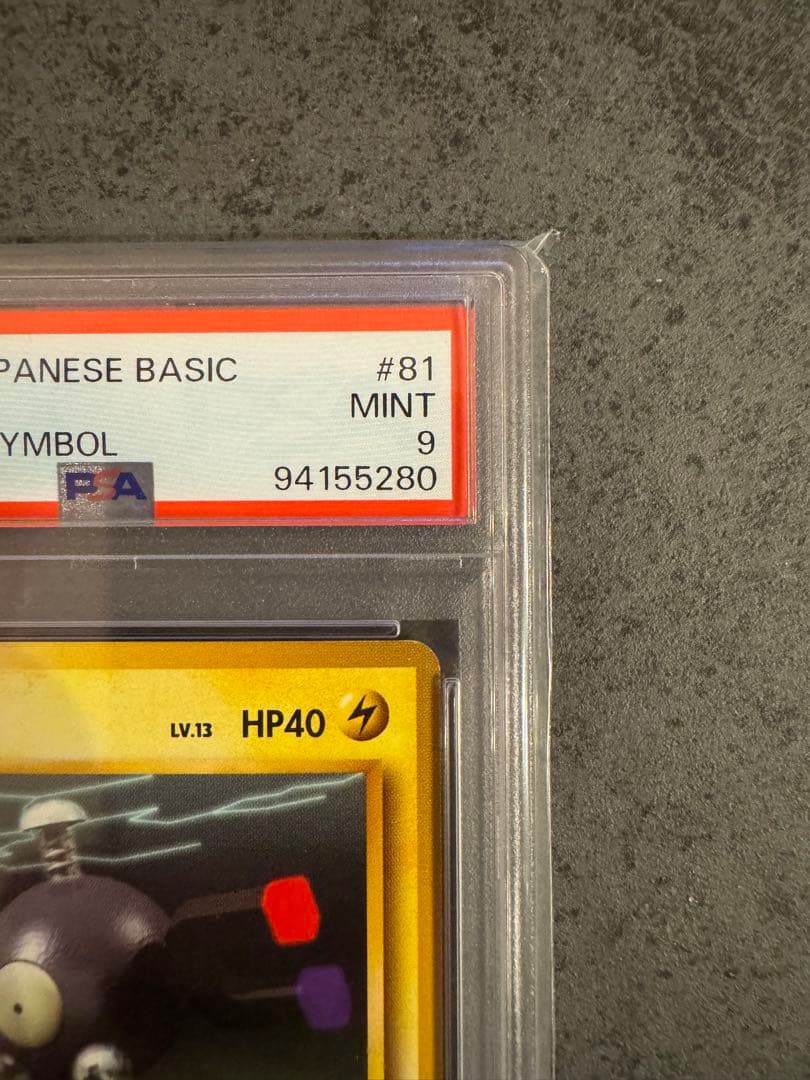 PANESE BASIC #81
MINT
YMBOL 9
PSA 94155280
LV.13 HP40